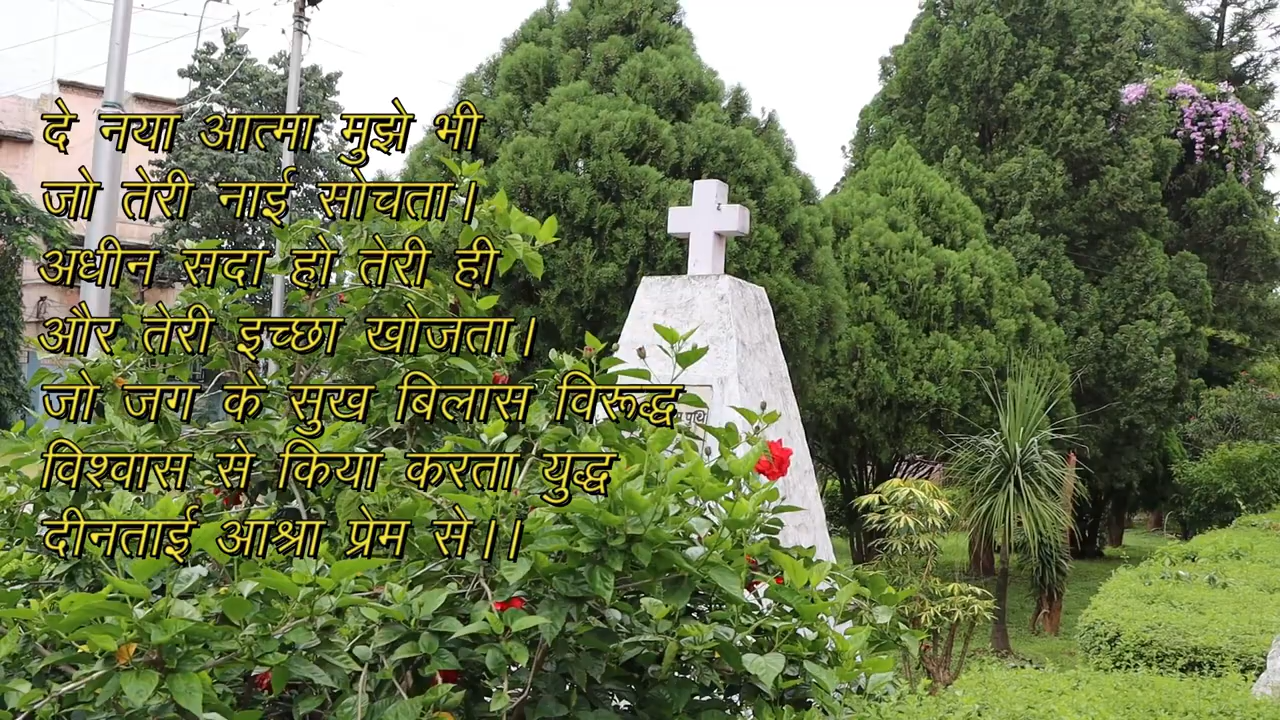 दे नया आत्मा मुझे भी
जो तेरी नाई सोचता।
अधीन सदा हो तेरी ही
और तेरी इच्छा खोजता।
जो जग के सुख बिलास विरूद्ध
विश्वास से किया करता युद्ध
दीनताई आश्रा प्रेम से।।